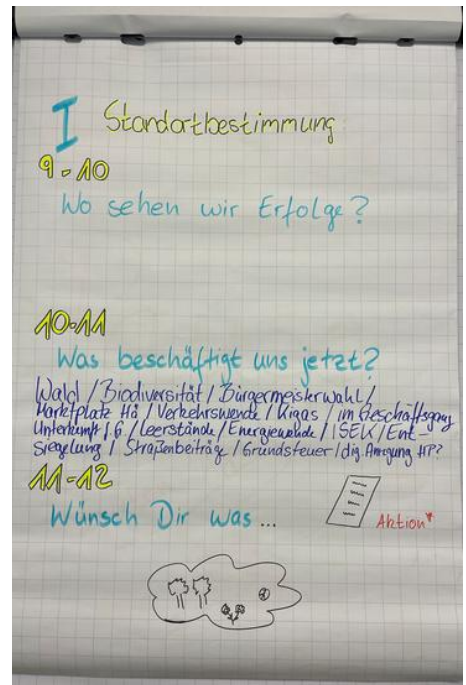 I Standortbestimmung
9-10
Wo sehen wir Erfolge?
10-11
Was beschäftigt uns jetzt?
Wald / Biodiversität / Bürgermeisterwahl /
Marktplatz Hö / Verkehrswende / Kigas / im Geschäftsgang
Unterkunft I.6 / Leerstände / Energiewende / ISEK / Ent-
siegelung / Straßenbeiträge / Grundsteuer / dig.
11-12
Wünsch Dir was ...
Aktion*